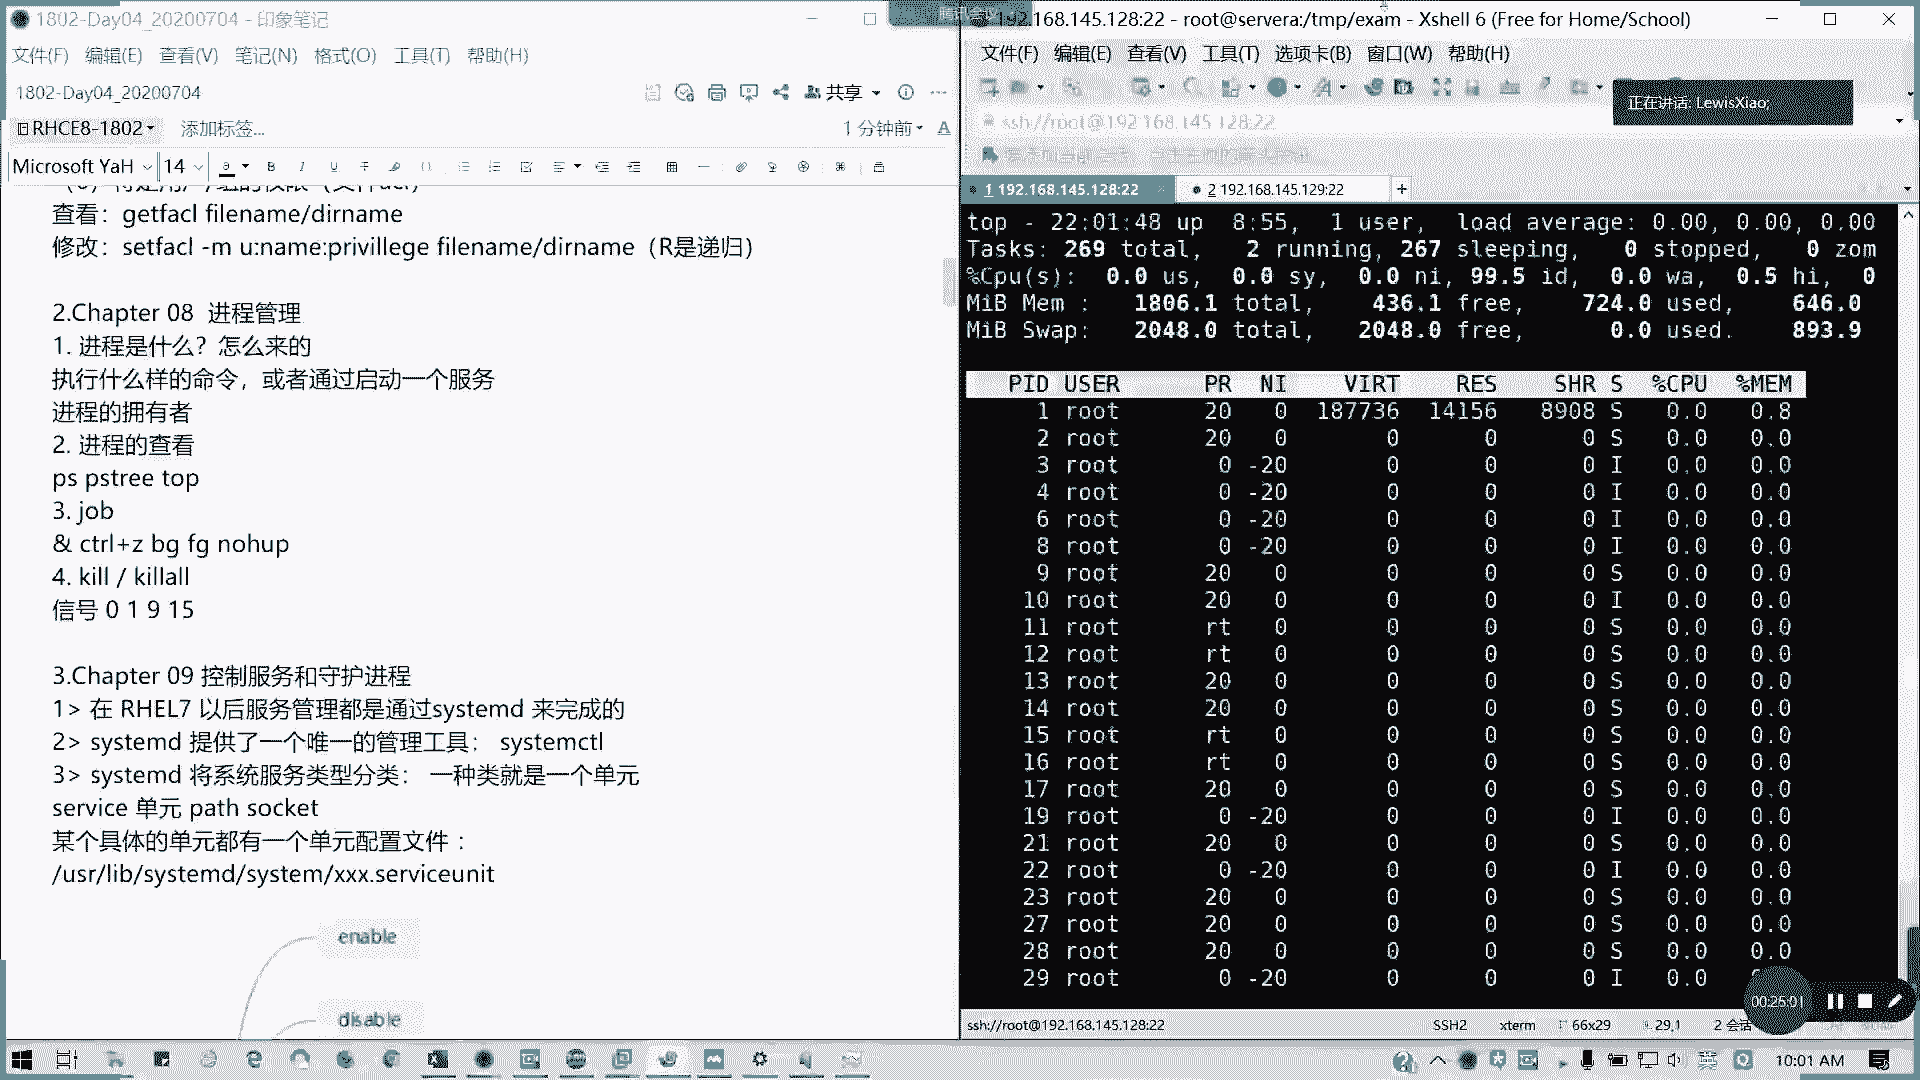 1802-Day04_20200704 - 印象笔记
文件(F) 编辑(E) 查看(V) 笔记(N) 格式(O) 工具(T) 帮助(H)
1802-Day04_20200704
共享
RHCE8-1802 添加标签... 1 分钟前
Microsoft YaH 14
查看：getfacl filename/dirname
修改：setfacl -m u:name:privillege filename/dirname（R是递归）
2.Chapter 08 进程管理
1. 进程是什么？怎么来的
执行什么样的命令，或者通过启动一个服务
进程的拥有者
2. 进程的查看
ps pstree top
3. job
& ctrl+z bg fg nohup
4. kill / killall
信号 0 1 9 15
3.Chapter 09 控制服务和守护进程
1> 在 RHEL7 以后服务管理都是通过systemd 来完成的
2> systemd 提供了一个唯一的管理工具： systemctl
3> systemd 将系统服务类型分类： 一种类就是一个单元
service 单元 path socket
某个具体的单元都有一个单元配置文件：
/usr/lib/systemd/system/xxx.serviceunit
enable
disable
192.168.145.128:22 - root@servera:/tmp/exam - Xshell 6 (Free for Home/School)
文件(F) 编辑(E) 查看(V) 工具(T) 选项卡(B) 窗口(W) 帮助(H)
正在讲话: LewisXiao;
ssh://root@192.168.145.128:22
1 192.168.145.128:22 2 192.168.145.129:22
top - 22:01:48 up 8:55, 1 user, load average: 0.00, 0.00, 0.00
Tasks: 269 total, 2 running, 267 sleeping, 0 stopped, 0 zom
%Cpu(s): 0.0 us, 0.0 sy, 0.0 ni, 99.5 id, 0.0 wa, 0.5 hi, 0
MiB Mem : 1806.1 total, 436.1 free, 724.0 used, 646.0
MiB Swap: 2048.0 total, 2048.0 free, 0.0 used. 893.9
PID USER PR NI VIRT RES SHR S %CPU %MEM
1 root 20 0 187736 14156 8908 S 0.0 0.8
2 root 20 0 0 0 0 S 0.0 0.0
3 root 0 -20 0 0 0 I 0.0 0.0
4 root 0 -20 0 0 0 I 0.0 0.0
6 root 0 -20 0 0 0 I 0.0 0.0
8 root 0 -20 0 0 0 I 0.0 0.0
9 root 20 0 0 0 0 S 0.0 0.0
10 root 20 0 0 0 0 I 0.0 0.0
11 root rt 0 0 0 0 S 0.0 0.0
12 root rt 0 0 0 0 S 0.0 0.0
13 root 20 0 0 0 0 S 0.0 0.0
14 root 20 0 0 0 0 S 0.0 0.0
15 root rt 0 0 0 0 S 0.0 0.0
16 root rt 0 0 0 0 S 0.0 0.0
17 root 20 0 0 0 0 S 0.0 0.0
19 root 0 -20 0 0 0 I 0.0 0.0
21 root 20 0 0 0 0 S 0.0 0.0
22 root 0 -20 0 0 0 I 0.0 0.0
23 root 20 0 0 0 0 S 0.0 0.0
27 root 20 0 0 0 0 S 0.0 0.0
28 root 20 0 0 0 0 S 0.0 0.0
29 root 0 -20 0 0 0 I 0.0
00:25:01
ssh://root@192.168.145.128:22 SSH2 xterm 66x29 29,1 2 会话
英 10:01 AM